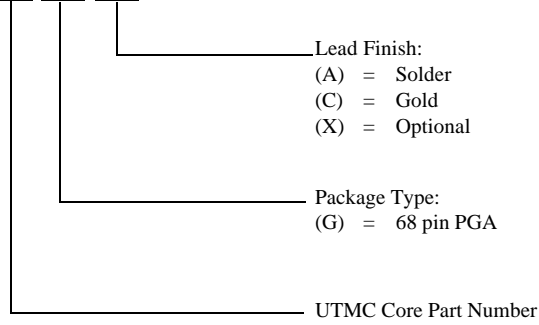 Lead Finish:
(A) = Solder
(C) = Gold
(X) = Optional
Package Type:
(G) = 68 pin PGA
UTMC Core Part Number